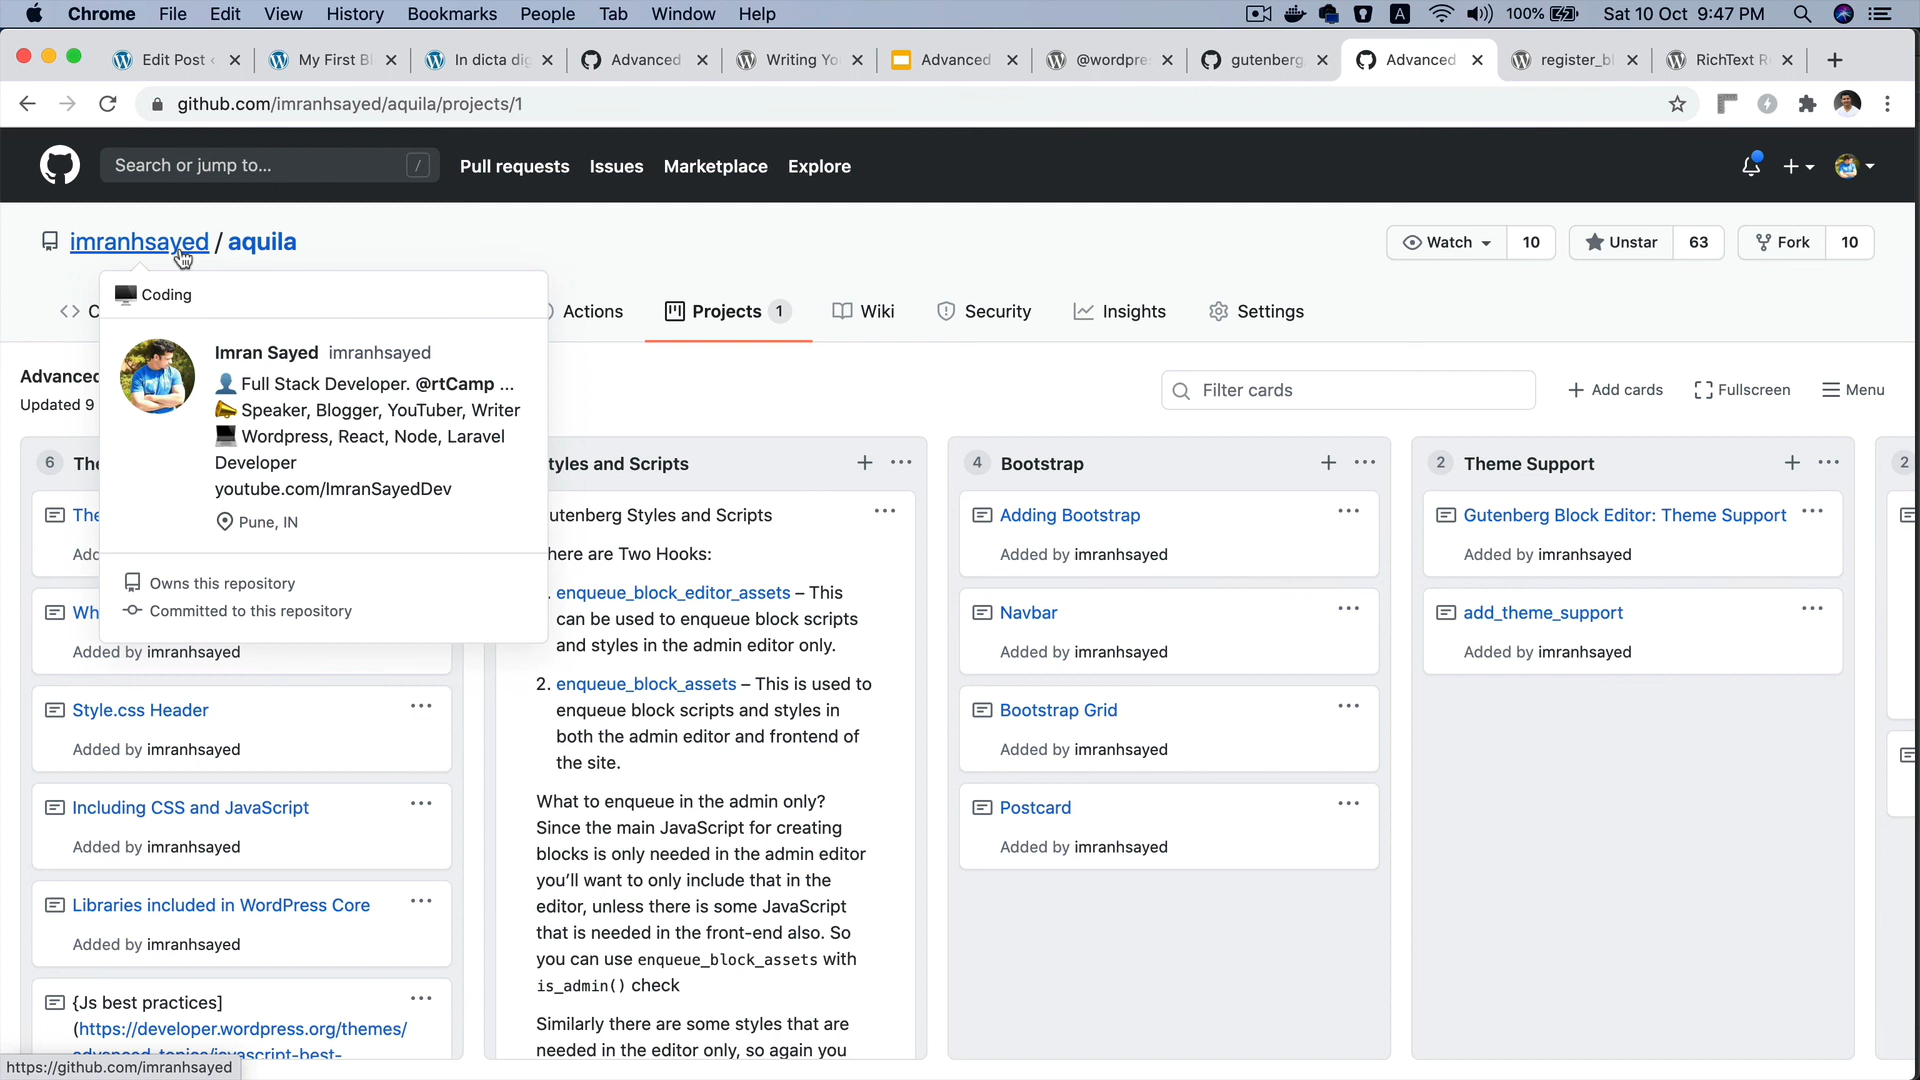 Chrome File Edit View History Bookmarks People Tab Window Help
A 100% Sat 10 Oct 9:47 PM
Edit Post
My First B
In dicta di
Advanced
Writing Yo
Advanced
@wordpre
gutenberg
Advanced
register_bl
RichText R
github.com/imranhsayed/aquila/projects/1
Search or jump to...
/
Pull requests Issues Marketplace Explore
imranhsayed / aquila
Watch 10
Unstar 63
Fork 10
C
Actions
Projects 1
Wiki
Security
Insights
Settings
Coding
Imran Sayed imranhsayed
Full Stack Developer. @rtCamp ...
Speaker, Blogger, YouTuber, Writer
Wordpress, React, Node, Laravel
Developer
youtube.com/ImranSayedDev
Pune, IN
Owns this repository
Committed to this repository
Advanced
Updated 9
Filter cards
Add cards
Fullscreen
Menu
6 The
The
Add
Wh
Added by imranhsayed
Style.css Header
Added by imranhsayed
Including CSS and JavaScript
Added by imranhsayed
Libraries included in WordPress Core
Added by imranhsayed
{Js best practices]
(https://developer.wordpress.org/themes/
advanced-topics/javascript-best-
tyles and Scripts
utenberg Styles and Scripts
here are Two Hooks:
. enqueue_block_editor_assets – This
can be used to enqueue block scripts
and styles in the admin editor only.
2. enqueue_block_assets – This is used to
enqueue block scripts and styles in
both the admin editor and frontend of
the site.
What to enqueue in the admin only?
Since the main JavaScript for creating
blocks is only needed in the admin editor
you’ll want to only include that in the
editor, unless there is some JavaScript
that is needed in the front-end also. So
you can use enqueue_block_assets with
is_admin() check
Similarly there are some styles that are
needed in the editor only, so again you
4 Bootstrap
Adding Bootstrap
Added by imranhsayed
Navbar
Added by imranhsayed
Bootstrap Grid
Added by imranhsayed
Postcard
Added by imranhsayed
2 Theme Support
Gutenberg Block Editor: Theme Support
Added by imranhsayed
add_theme_support
Added by imranhsayed
2
https://github.com/imranhsayed